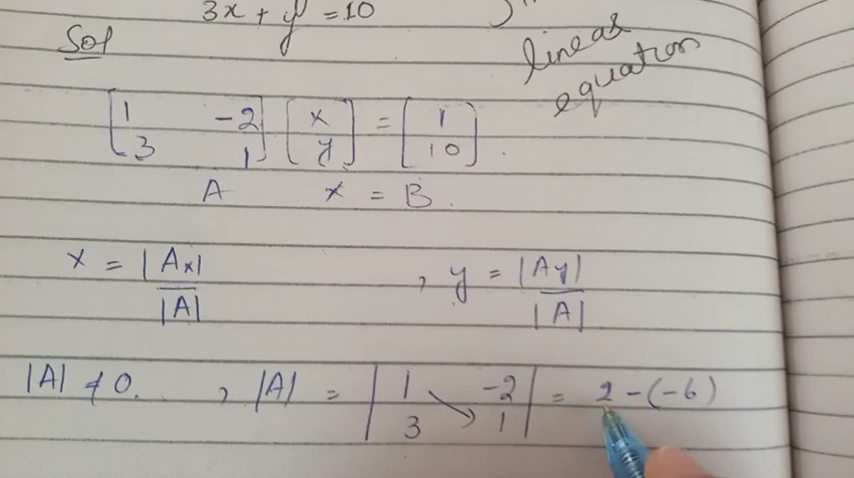 3x + y = 10
Sol
linear
equation
[1 -2] [x] = [1]
[3 1] [y] [10].
A x = B.
x = |Ax| / |A| , y = |Ay| / |A|
|A| ≠ 0. , |A| = |1 -2| = 2-(-6)
|3 1|